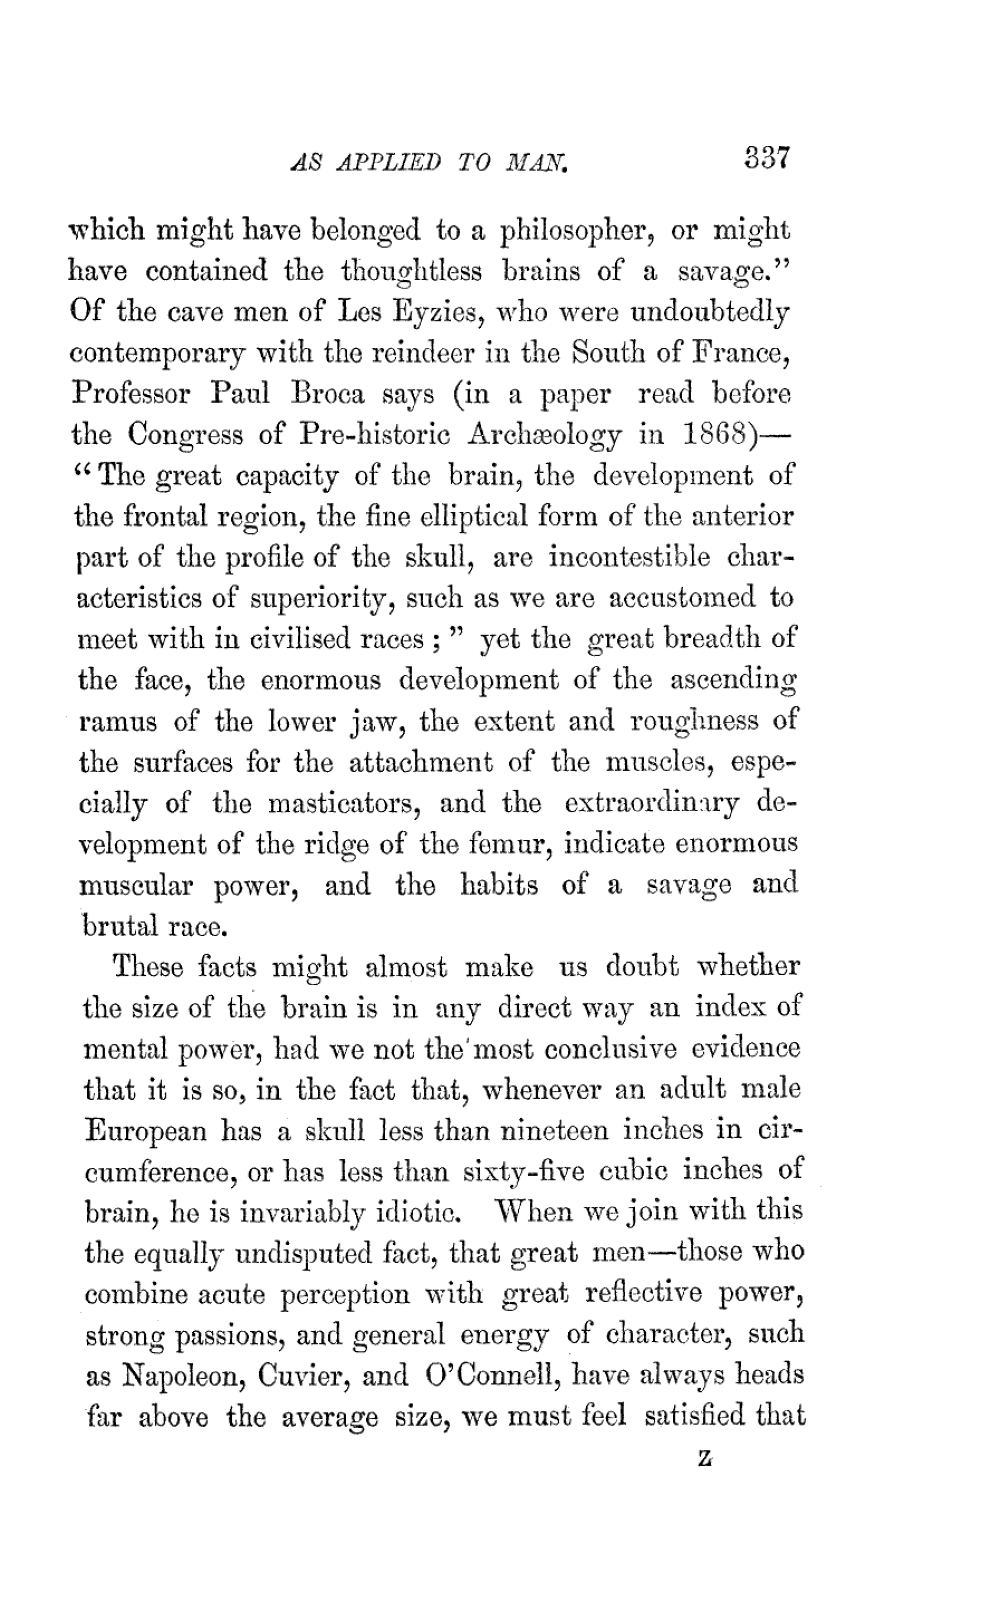 AS APPLIED TO MAN. 337
which might have belonged to a philosopher, or might
have contained the thoughtless brains of a savage.”
Of the cave men of Les Eyzies, who were undoubtedly
contemporary with the reindeer in the South of France,
Professor Paul Broca says (in a paper read before
the Congress of Pre-historic Archæology in 1868)—
“The great capacity of the brain, the development of
the frontal region, the fine elliptical form of the anterior
part of the profile of the skull, are incontestible char-
acteristics of superiority, such as we are accustomed to
meet with in civilised races ; ” yet the great breadth of
the face, the enormous development of the ascending
ramus of the lower jaw, the extent and roughness of
the surfaces for the attachment of the muscles, espe-
cially of the masticators, and the extraordinary de-
velopment of the ridge of the femur, indicate enormous
muscular power, and the habits of a savage and
brutal race.
These facts might almost make us doubt whether
the size of the brain is in any direct way an index of
mental power, had we not the most conclusive evidence
that it is so, in the fact that, whenever an adult male
European has a skull less than nineteen inches in cir-
cumference, or has less than sixty-five cubic inches of
brain, he is invariably idiotic. When we join with this
the equally undisputed fact, that great men—those who
combine acute perception with great reflective power,
strong passions, and general energy of character, such
as Napoleon, Cuvier, and O’Connell, have always heads
far above the average size, we must feel satisfied that
Z